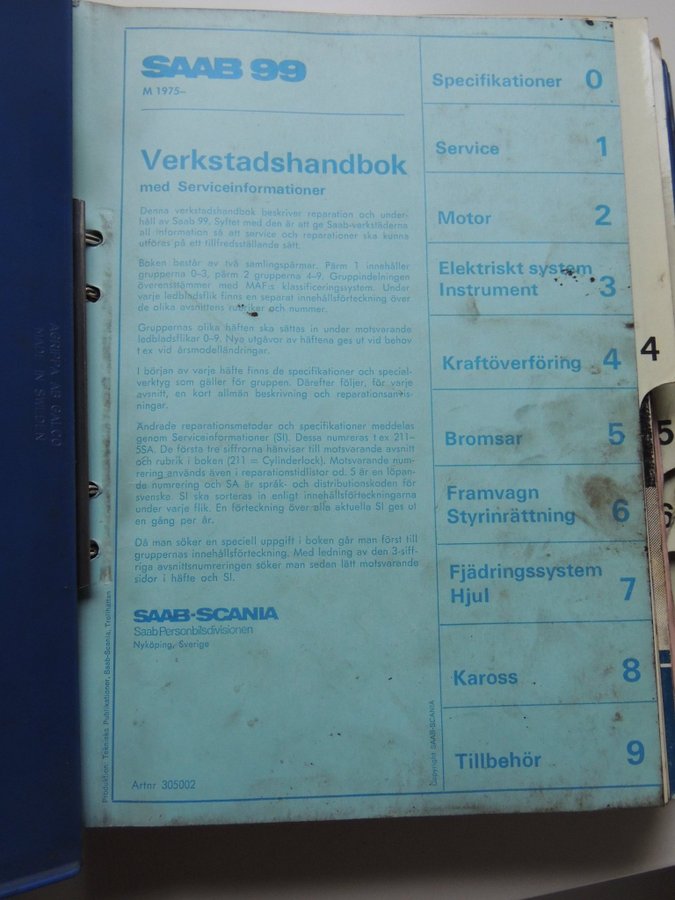 SAAB 99
M 1975–
Verkstadshandbok
med Serviceinformationer
Denna verkstadshandbok beskriver reparation och under-
håll av Saab 99. Syftet med den är att ge Saab-verkstäderna
all information så att service och reparationer ska kunna
utföras på ett tillfredsställande sätt.
Boken består av två samlingspärmar. Pärm 1 innehåller
grupperna 0–3, pärm 2 grupperna 4–9. Gruppindelningen
överensstämmer med MAF:s klassificeringssystem. Under
varje ledbladsflik finns en separat innehållsförteckning över
de olika avsnittens rubriker och nummer.
Gruppernas olika häften ska sättas in under motsvarande
ledbladsflikar 0–9. Nya utgåvor av häftena ges ut vid behov
t ex vid årsmodelländringar.
I början av varje häfte finns de specifikationer och special-
verktyg som gäller för gruppen. Därefter följer, för varje
avsnitt, en kort allmän beskrivning och reparationsanvis-
ningar.
Ändrade reparationsmetoder och specifikationer meddelas
genom Serviceinformationer (SI). Dessa numreras t ex 211–
5SA. De första tre siffrorna hänvisar till motsvarande avsnitt
och rubrik i boken (211 = Cylinderlock). Motsvarande num-
rering används även i reparationstidlistor od. 5 är en löpan-
de numrering och SA är språk- och distributionskoden för
svenska. SI ska sorteras in enligt innehållsförteckningarna
under varje flik. En förteckning över alla aktuella SI ges ut
en gång per år.
Då man söker en speciell uppgift i boken går man först till
gruppernas innehållsförteckning. Med ledning av den 3-siff-
riga avsnittsnumreringen söker man sedan lätt motsvarande
sidor i häfte och SI.
SAAB-SCANIA
Saab Personbilsdivisionen
Nyköping, Sverige
Artnr 305002
Produktion: Tekniska Publikationer, Saab-Scania, Trollhättan
Copyright SAAB-SCANIA
Specifikationer 0
Service 1
Motor 2
Elektriskt system
Instrument 3
Kraftöverföring 4
Bromsar 5
Framvagn
Styrinrättning 6
Fjädringssystem
Hjul 7
Kaross 8
Tillbehör 9
4
5
6
MADE IN SWEDEN